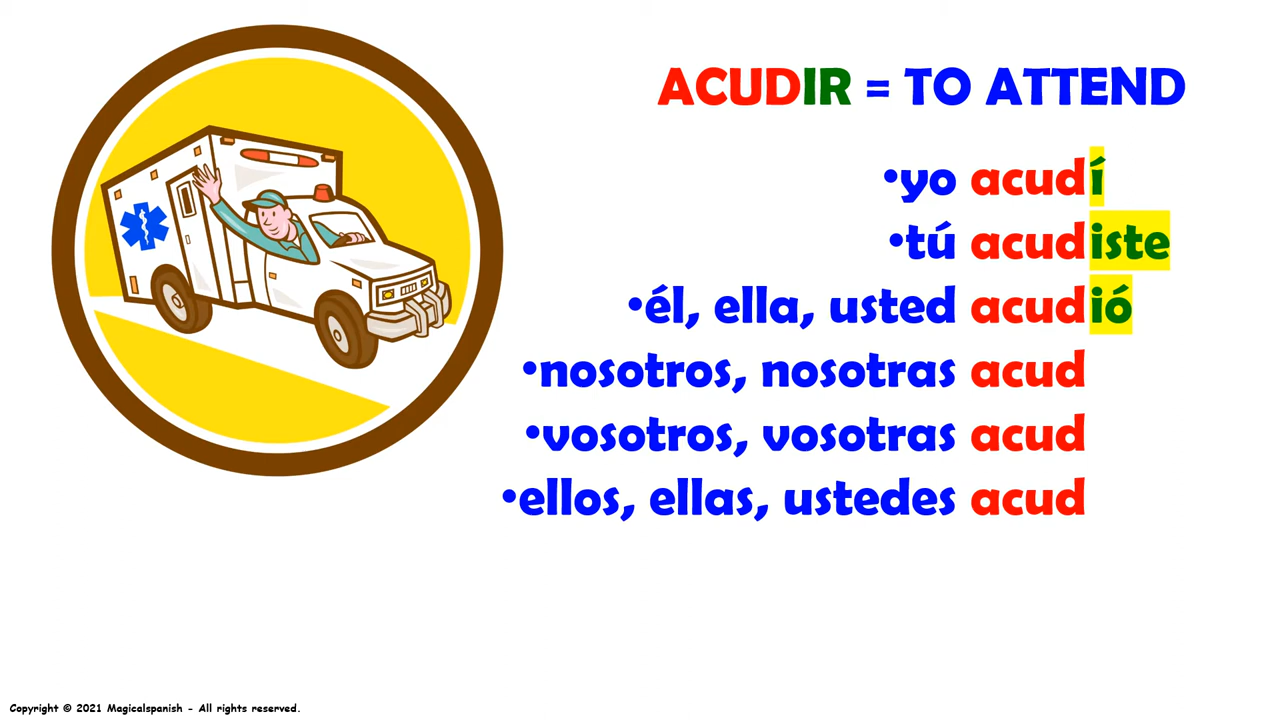 ACUDIR = TO ATTEND
•yo acudí
•tú acudiste
•él, ella, usted acudió
•nosotros, nosotras acud
•vosotros, vosotras acud
•ellos, ellas, ustedes acud
Copyright © 2021 Magicalspanish - All rights reserved.